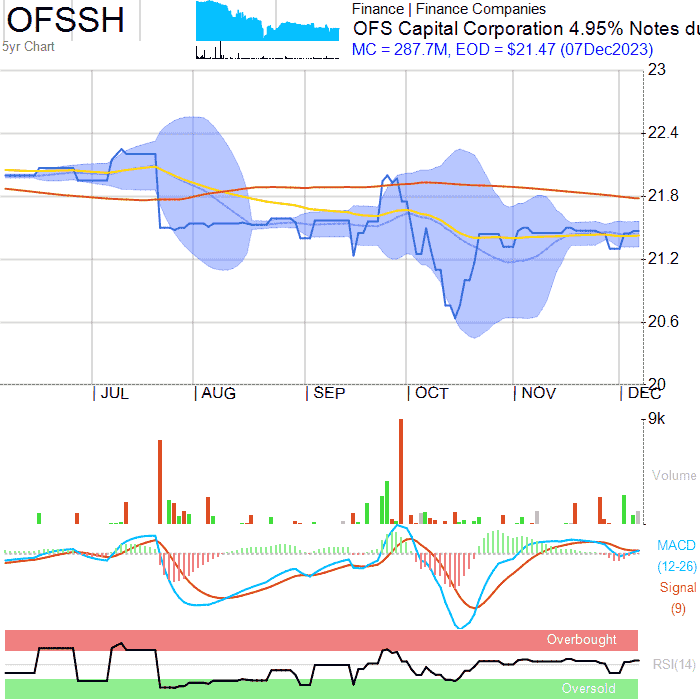 OFSSH
5yr Chart
Finance | Finance Companies
OFS Capital Corporation 4.95% Notes du
MC = 287.7M, EOD = $21.47 (07Dec2023)
23
22.4
21.8
21.2
20.6
20
JUL AUG SEP OCT NOV DEC
9k
Volume
MACD
(12-26)
Signal
(9)
Overbought
RSI(14)
Oversold